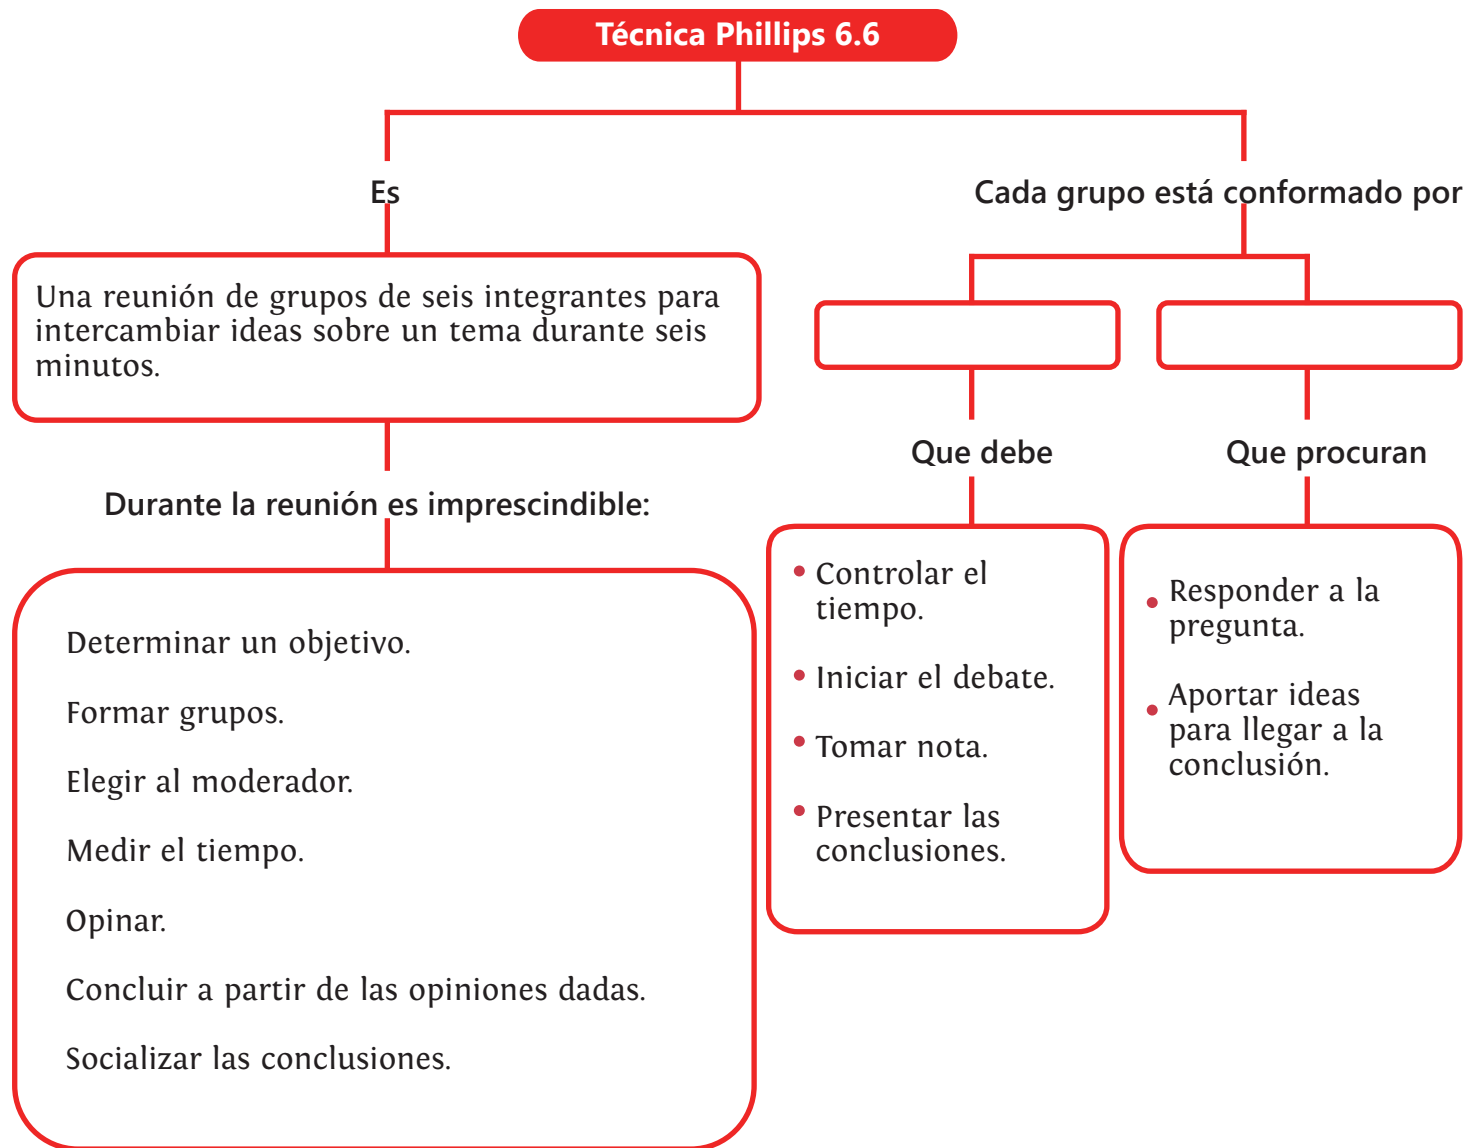 Técnica Phillips 6.6
Es
Una reunión de grupos de seis integrantes para
intercambiar ideas sobre un tema durante seis
minutos.
Durante la reunión es imprescindible:
Determinar un objetivo.
Formar grupos.
Elegir al moderador.
Medir el tiempo.
Opinar.
Concluir a partir de las opiniones dadas.
Socializar las conclusiones.
Cada grupo está conformado por
Que debe
• Controlar el
tiempo.
• Iniciar el debate.
• Tomar nota.
• Presentar las
conclusiones.
Que procuran
• Responder a la
pregunta.
• Aportar ideas
para llegar a la
conclusión.